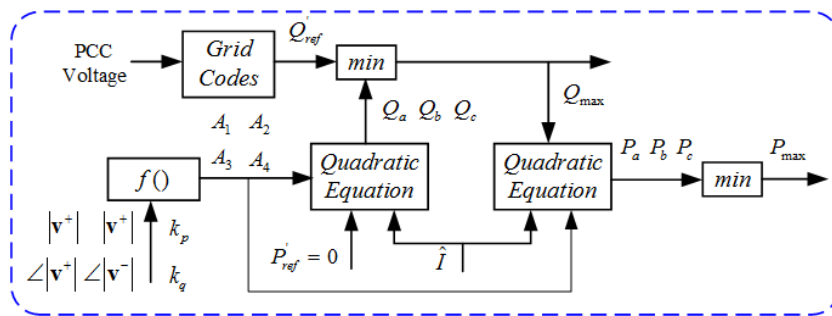 PCC Voltage
Grid Codes
Q'ref
min
Qa Qb Qc
Qmax
A1 A2
A3 A4
f()
Quadratic Equation
Quadratic Equation
Pa Pb Pc
min
Pmax
|v⁺| |v⁺| kp
∠|v⁺| ∠|v⁻| kq
P'ref = 0
Î